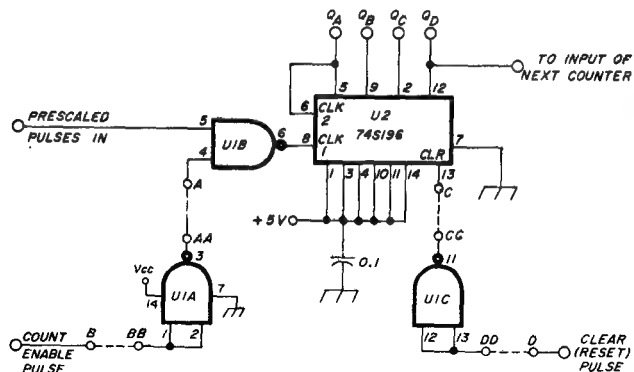 QA QB QC QD
TO INPUT OF
NEXT COUNTER
5 9 2 12
6 CLK
2
U2
74S196
PRESCALED
PULSES IN
5
4
U1B
6
8 CLK
1
CLR
7
1 3 4 10 11 14 13
A
C
+5V
AA
CC
0.1
3
11
Vcc
14
U1A
7
U1C
COUNT
ENABLE
PULSE
B
BB
1 2
12 13
DD
D
CLEAR
(RESET)
PULSE